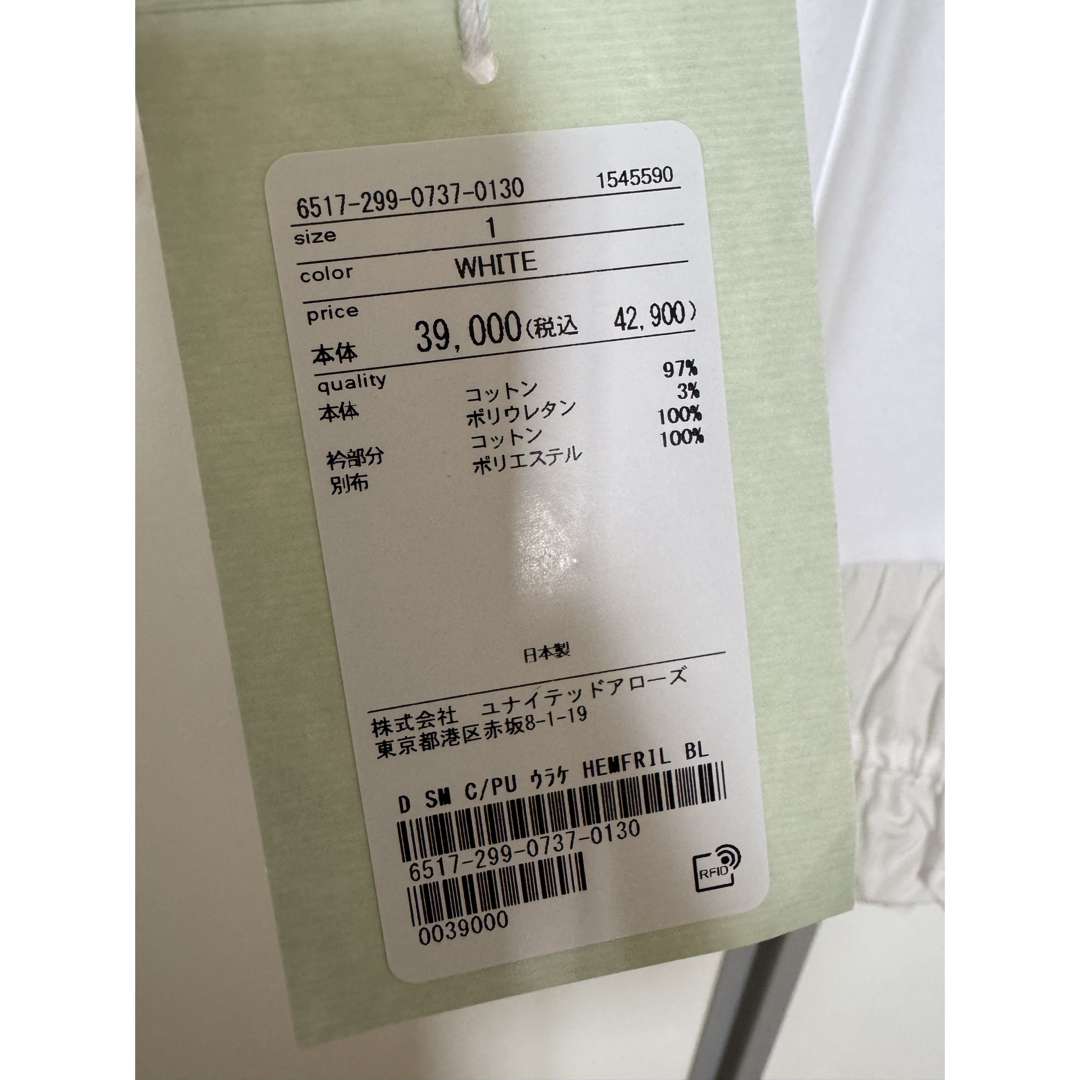 6517-299-0737-0130 1545590
size 1
color WHITE
price
本体 39,000(税込 42,900)
quality
本体 コットン 97%
ポリウレタン 3%
衿部分 コットン 100%
別布 ポリエステル 100%
日本製
株式会社 ユナイテッドアローズ
東京都港区赤坂8-1-19
D SM C/PU ウラケ HEMFRIL BL
6517-299-0737-0130
RFID
0039000